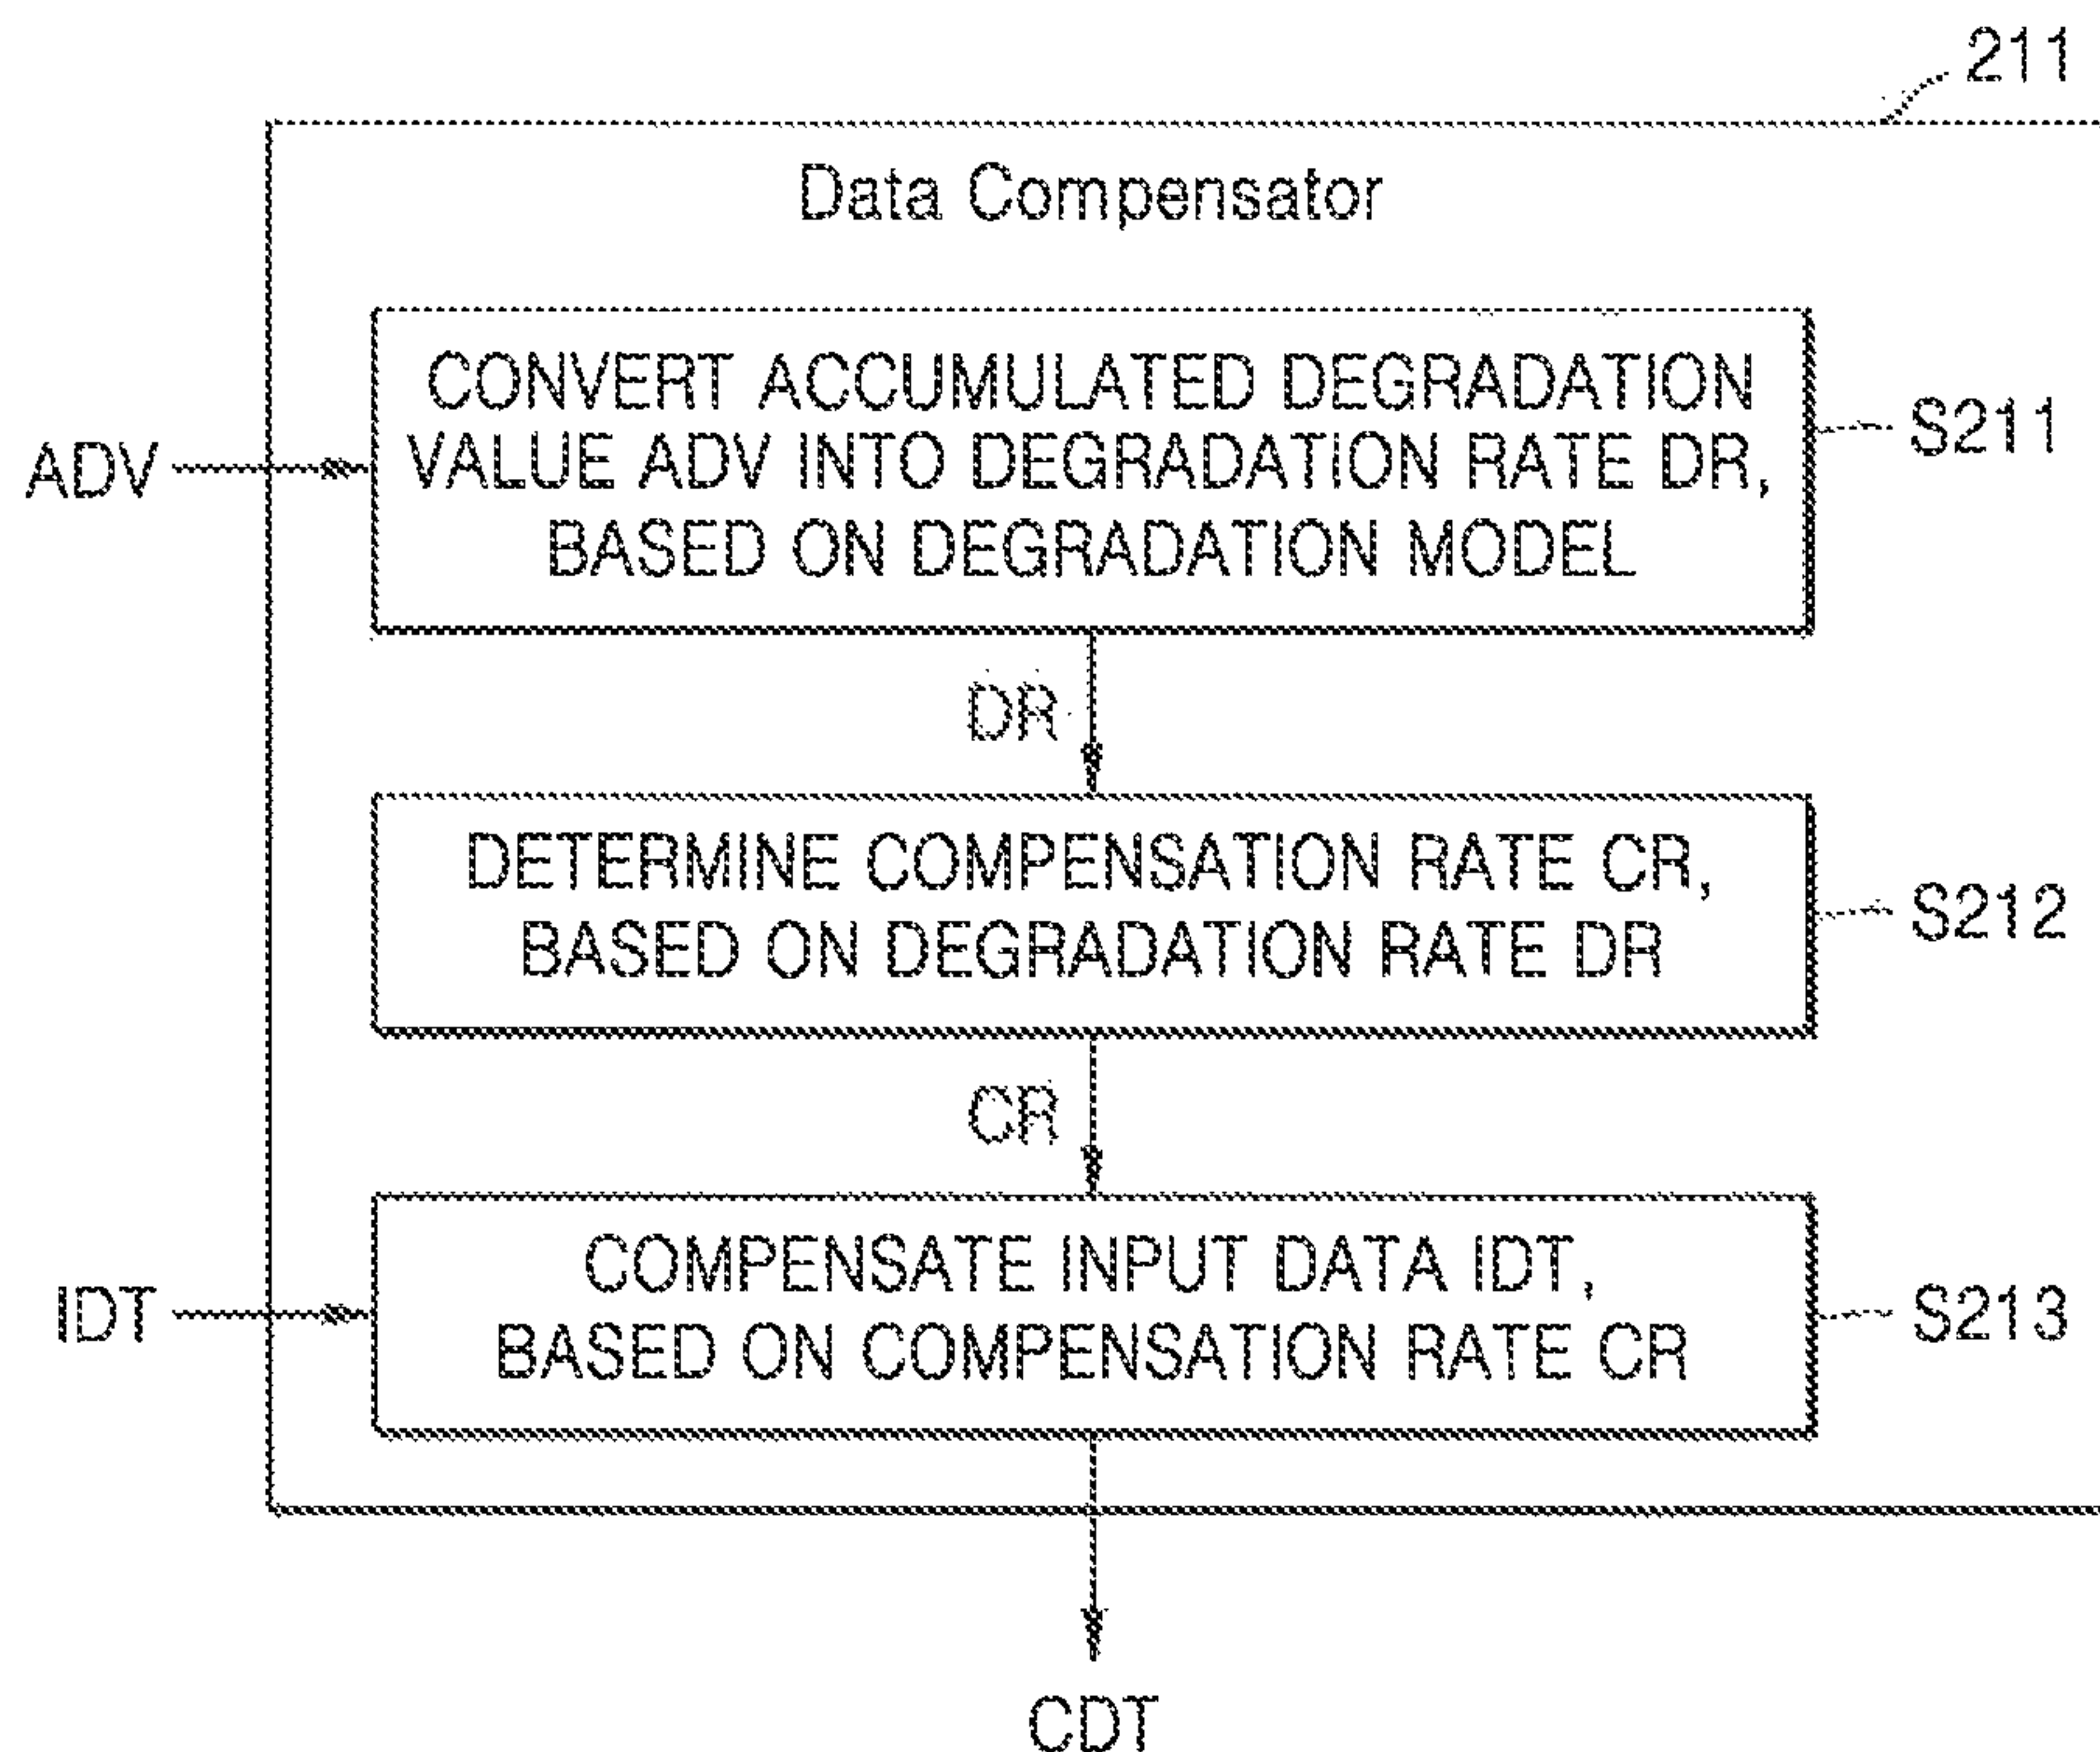 211
Data Compensator
CONVERT ACCUMULATED DEGRADATION
VALUE ADV INTO DEGRADATION RATE DR,
BASED ON DEGRADATION MODEL
S211
ADV
DR
DETERMINE COMPENSATION RATE CR,
BASED ON DEGRADATION RATE DR
S212
CR
COMPENSATE INPUT DATA IDT,
BASED ON COMPENSATION RATE CR
S213
IDT
CDT